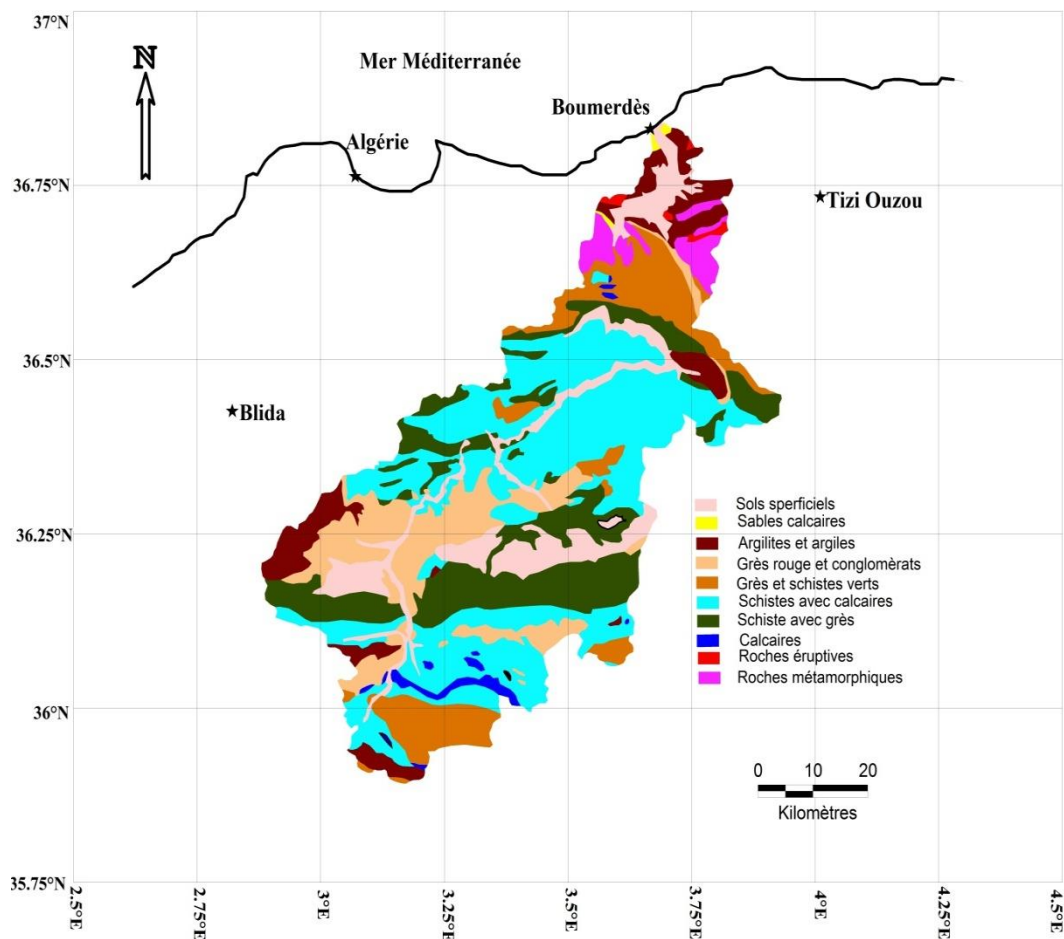 37°N
N
Mer Méditerranée
Boumerdès
Algérie
36.75°N
Tizi Ouzou
36.5°N
Blida
36.25°N
Sols sperficiels
Sables calcaires
Argilites et argiles
Grès rouge et conglomèrats
Grès et schistes verts
Schistes avec calcaires
Schiste avec grès
Calcaires
Roches éruptives
Roches métamorphiques
36°N
0 10 20
Kilomètres
35.75°N
2.5°E 2.75°E 3°E 3.25°E 3.5°E 3.75°E 4°E 4.25°E 4.5°E